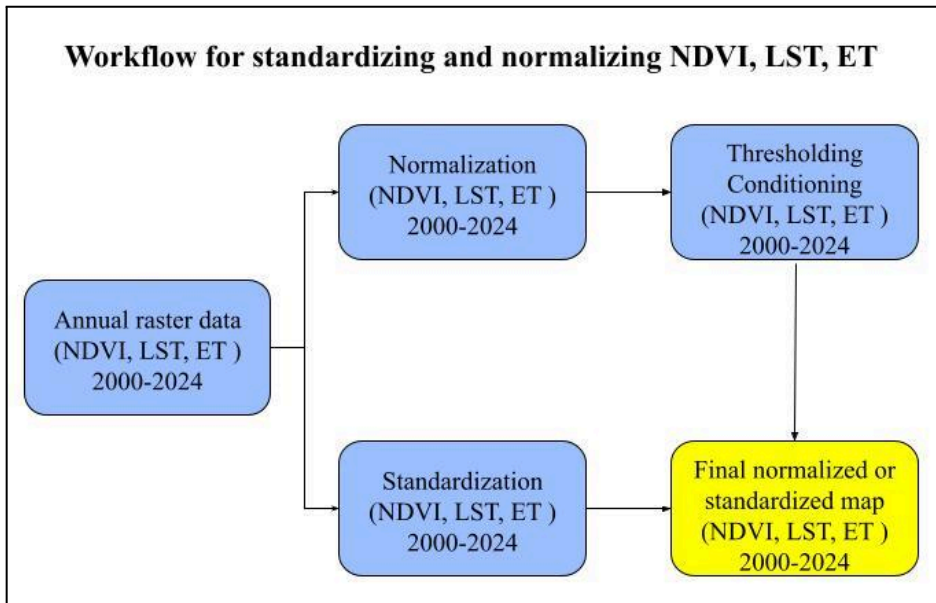 Workflow for standardizing and normalizing NDVI, LST, ET
Normalization
(NDVI, LST, ET )
2000-2024
Thresholding
Conditioning
(NDVI, LST, ET )
2000-2024
Annual raster data
(NDVI, LST, ET )
2000-2024
Standardization
(NDVI, LST, ET )
2000-2024
Final normalized or
standardized map
(NDVI, LST, ET )
2000-2024